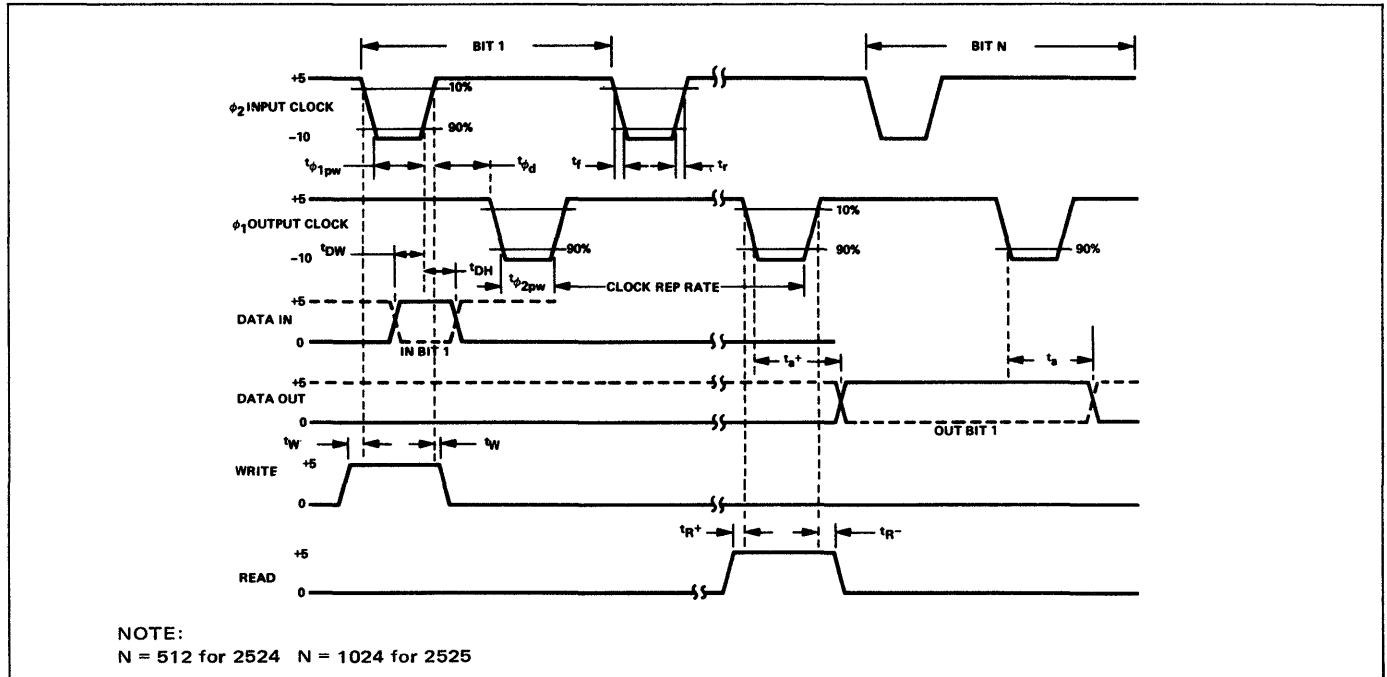 BIT 1
BIT N
+5
10%
φ2 INPUT CLOCK
90%
-10
tφ1pw
tφd
tf
tr
+5
10%
φ1 OUTPUT CLOCK
90%
90%
90%
-10
tDW
tDH
tφ2pw
CLOCK REP RATE
+5
DATA IN
0
IN BIT 1
ta+
ta
+5
DATA OUT
0
OUT BIT 1
tW
tW
+5
WRITE
0
tR+
tR-
+5
READ
0
NOTE:
N = 512 for 2524 N = 1024 for 2525